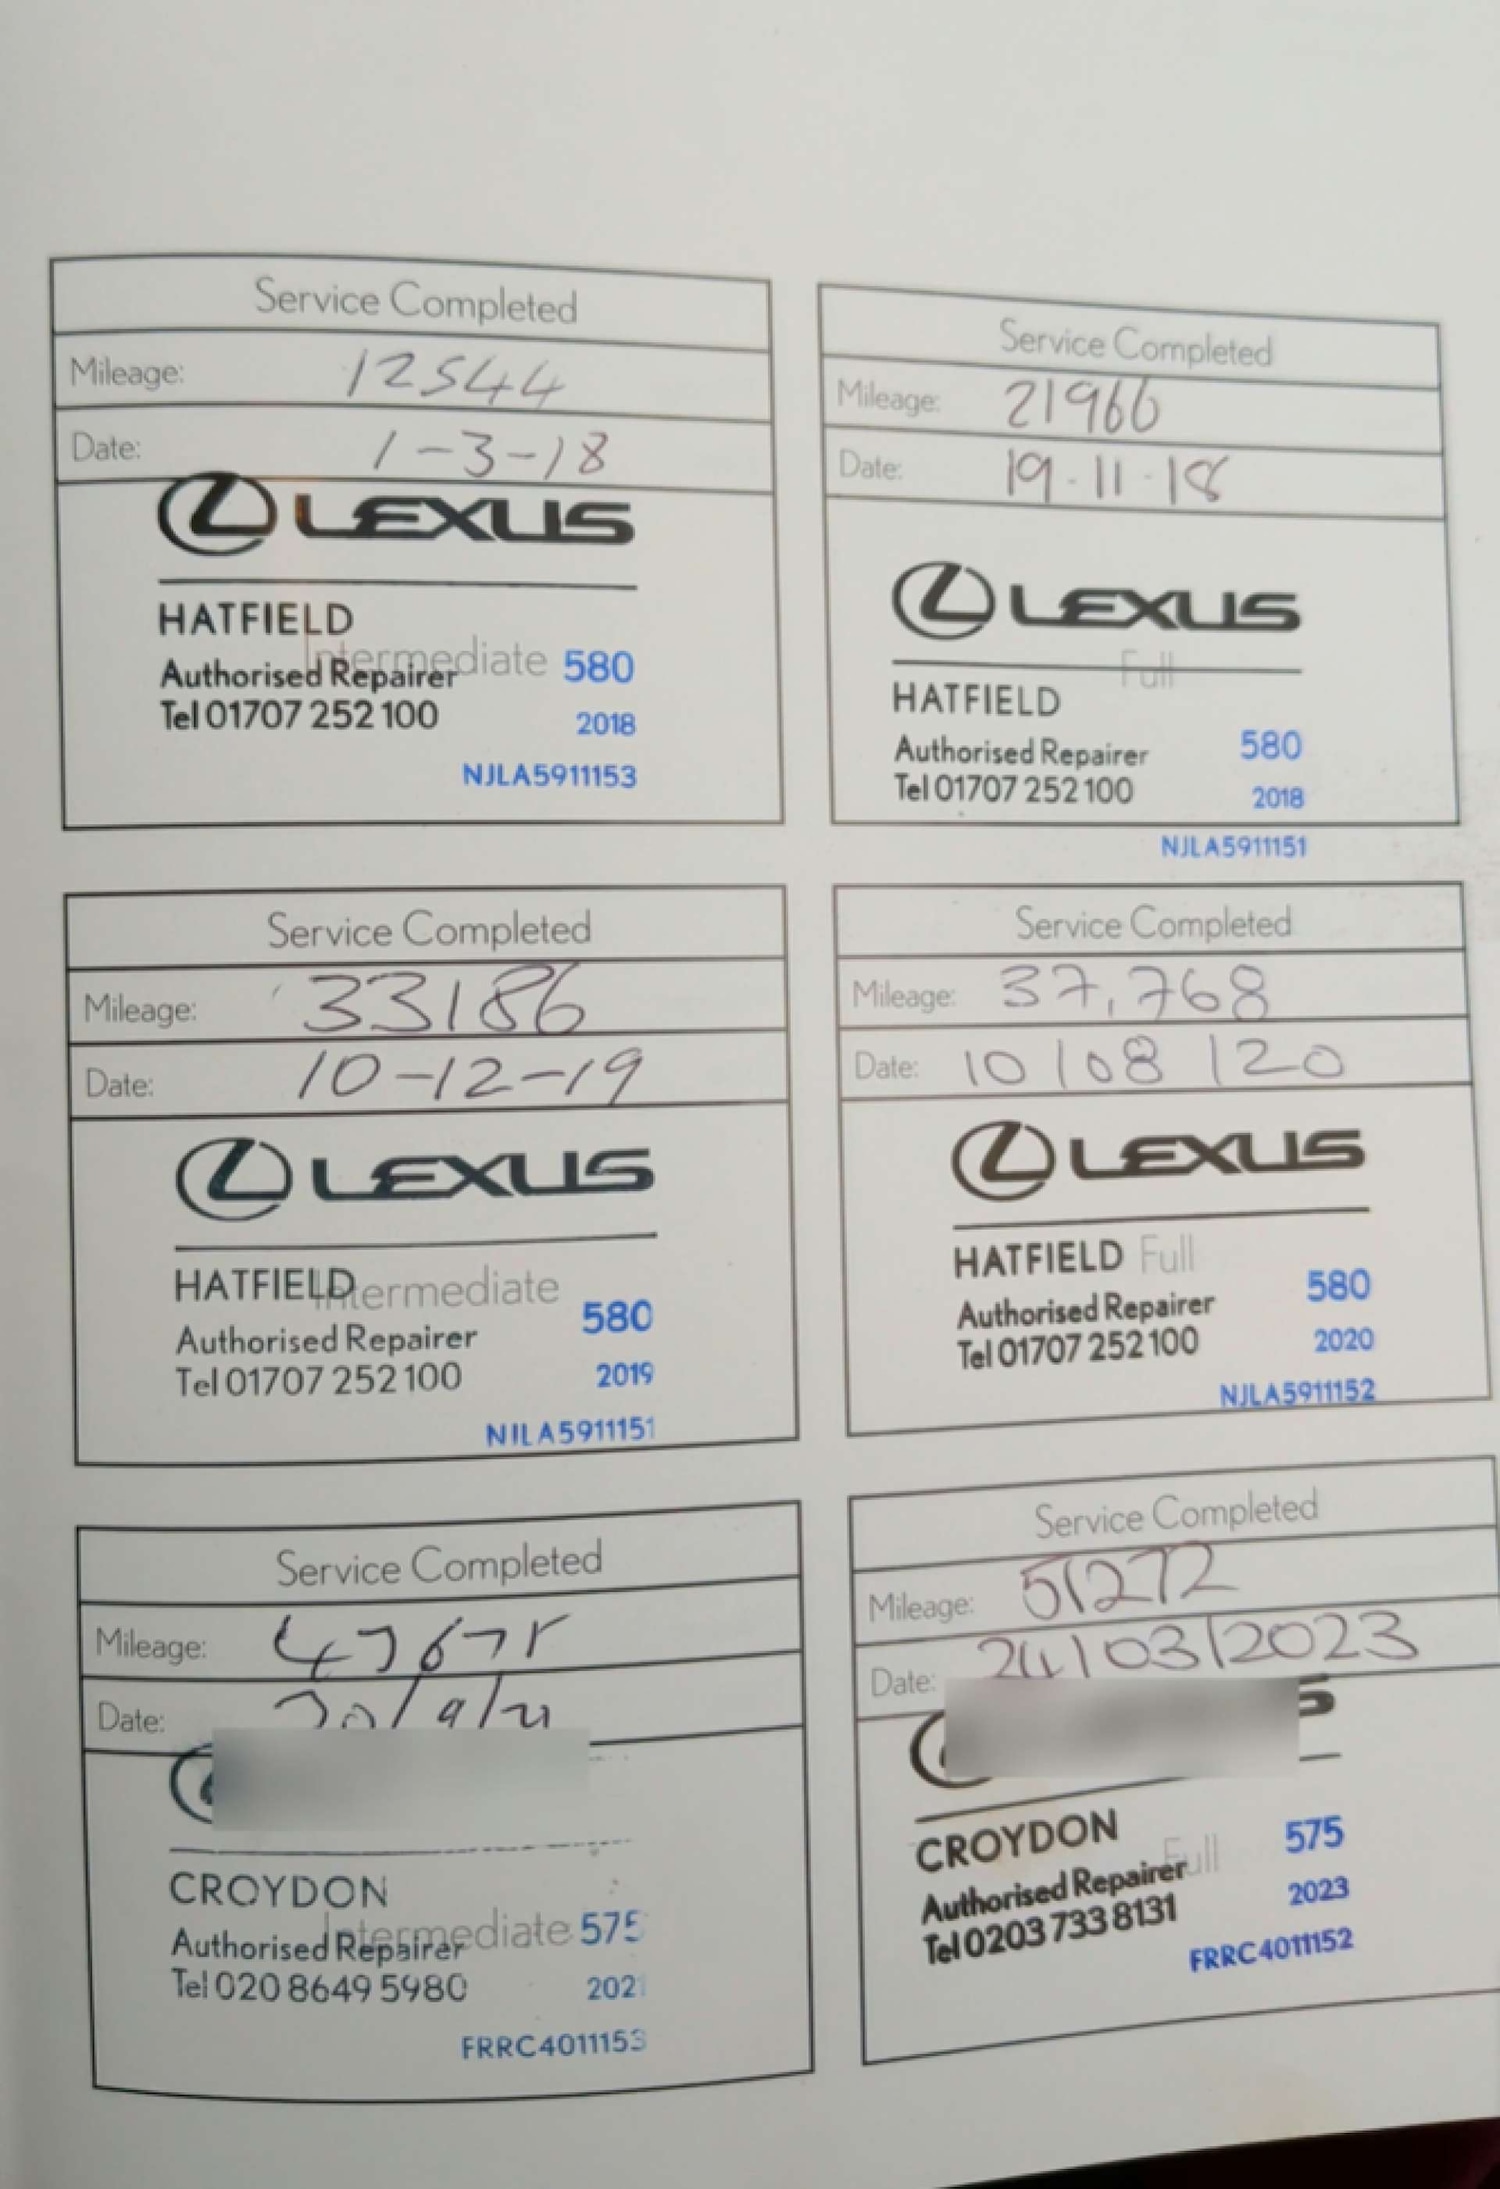 Service Completed
Mileage: 12544
Date: 1-3-18
LEXUS
HATFIELD
Intermediate 580
Authorised Repairer
Tel 01707 252 100
2018
NJLA5911153
Service Completed
Mileage: 21966
Date: 19.11.18
LEXUS
Full
HATFIELD
Authorised Repairer 580
Tel 01707 252 100 2018
NJLA5911151
Service Completed
Mileage: 33186
Date: 10-12-19
LEXUS
HATFIELD Intermediate
580
Authorised Repairer
Tel 01707 252 100 2019
NJLA5911151
Service Completed
Mileage: 37,768
Date: 10/08/20
LEXUS
HATFIELD Full
580
Authorised Repairer
Tel 01707 252 100 2020
NJLA5911152
Service Completed
Mileage:
Date:
CROYDON
Intermediate 575
Authorised Repairer
Tel 020 8649 5980 2021
FRRC4011153
Service Completed
Mileage: 51272
Date: 24/03/2023
CROYDON 575
Full
Authorised Repairer 2023
Tel 0203 733 8131
FRRC4011152